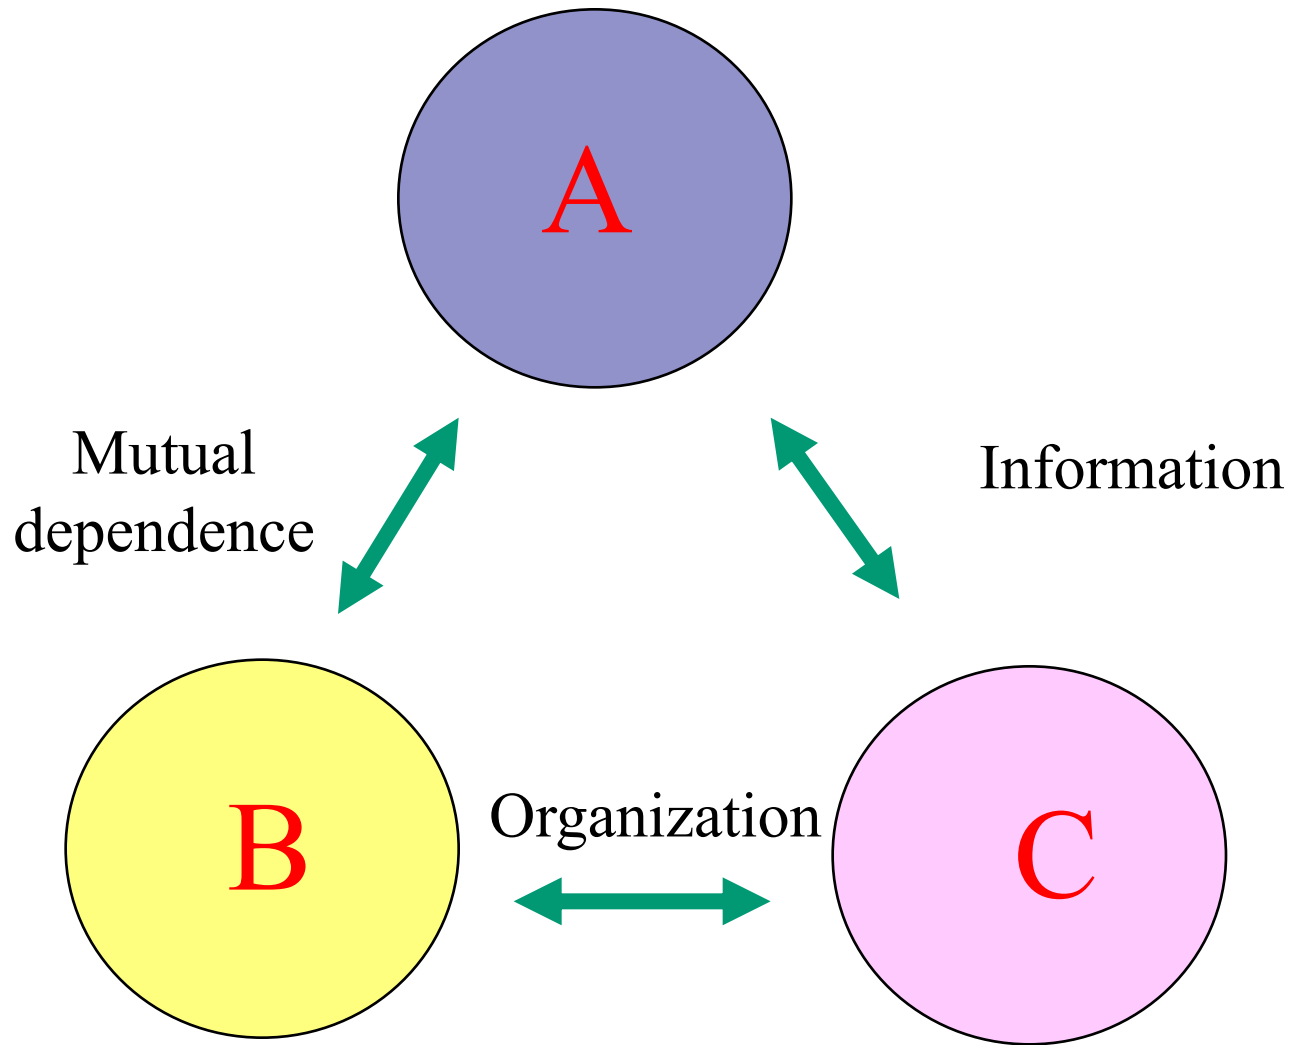 A
Mutual
dependence
Information
Organization
B
C